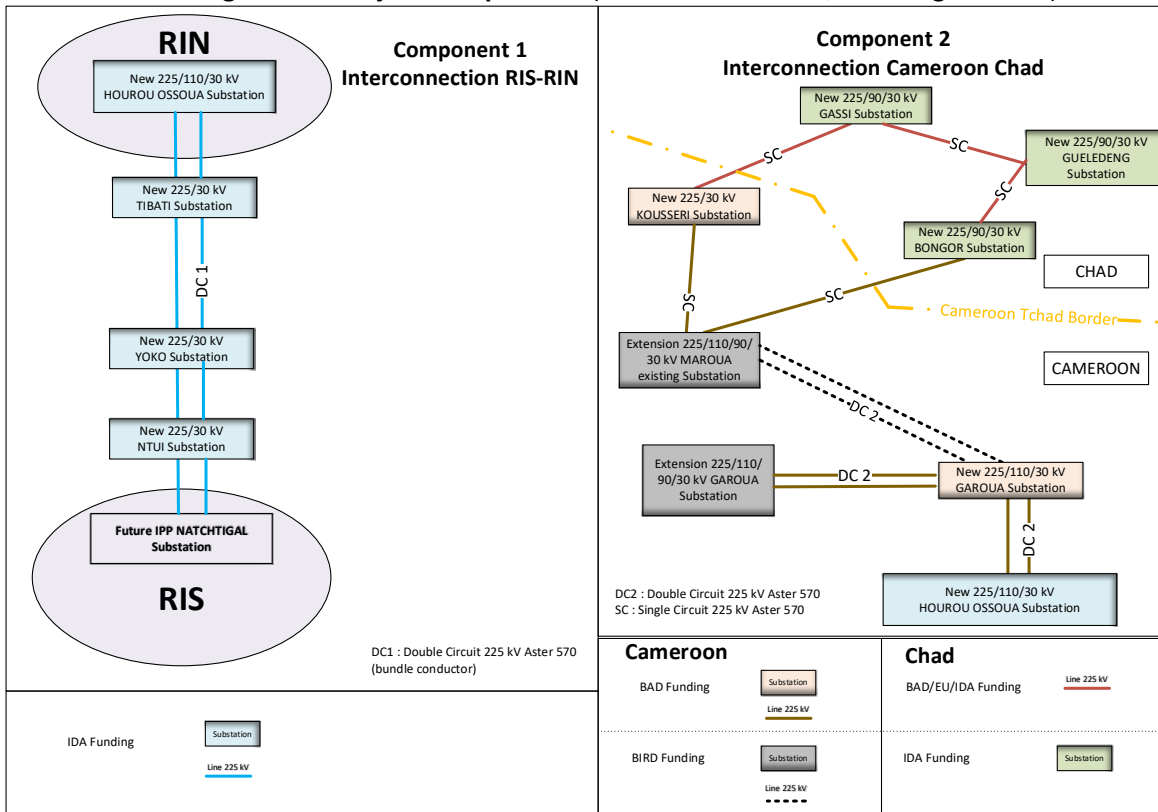 RIN
New 225/110/30 kV
HOUROU OSSOUA Substation
Component 1
Interconnection RIS-RIN
New 225/30 kV
TIBATI Substation
DC 1
New 225/30 kV
YOKO Substation
New 225/30 kV
NTUI Substation
Future IPP NATCHTIGAL
Substation
RIS
DC1 : Double Circuit 225 kV Aster 570
(bundle conductor)
IDA Funding
Substation
Line 225 kV
Component 2
Interconnection Cameroon Chad
New 225/90/30 kV
GASSI Substation
SC
SC
New 225/90/30 kV
GUELEDENG
Substation
SC
New 225/30 kV
KOUSSERI Substation
New 225/90/30 kV
BONGOR Substation
CHAD
SC
SC
Cameroon Tchad Border
Extension 225/110/90/
30 kV MAROUA
existing Substation
CAMEROON
DC 2
Extension 225/110/
90/30 kV GAROUA
Substation
DC 2
New 225/110/30 kV
GAROUA Substation
DC 2
New 225/110/30 kV
HOUROU OSSOUA Substation
DC2 : Double Circuit 225 kV Aster 570
SC : Single Circuit 225 kV Aster 570
Cameroon
BAD Funding
Substation
Line 225 kV
BIRD Funding
Substation
Line 225 kV
Chad
BAD/EU/IDA Funding
Line 225 kV
IDA Funding
Substation